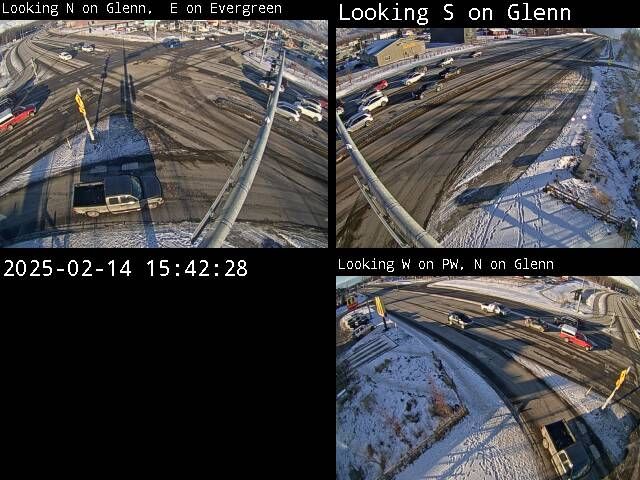 Looking N on Glenn,  E on Evergreen
Looking S on Glenn
2025-02-14 15:42:28
Looking W on PW, N on Glenn